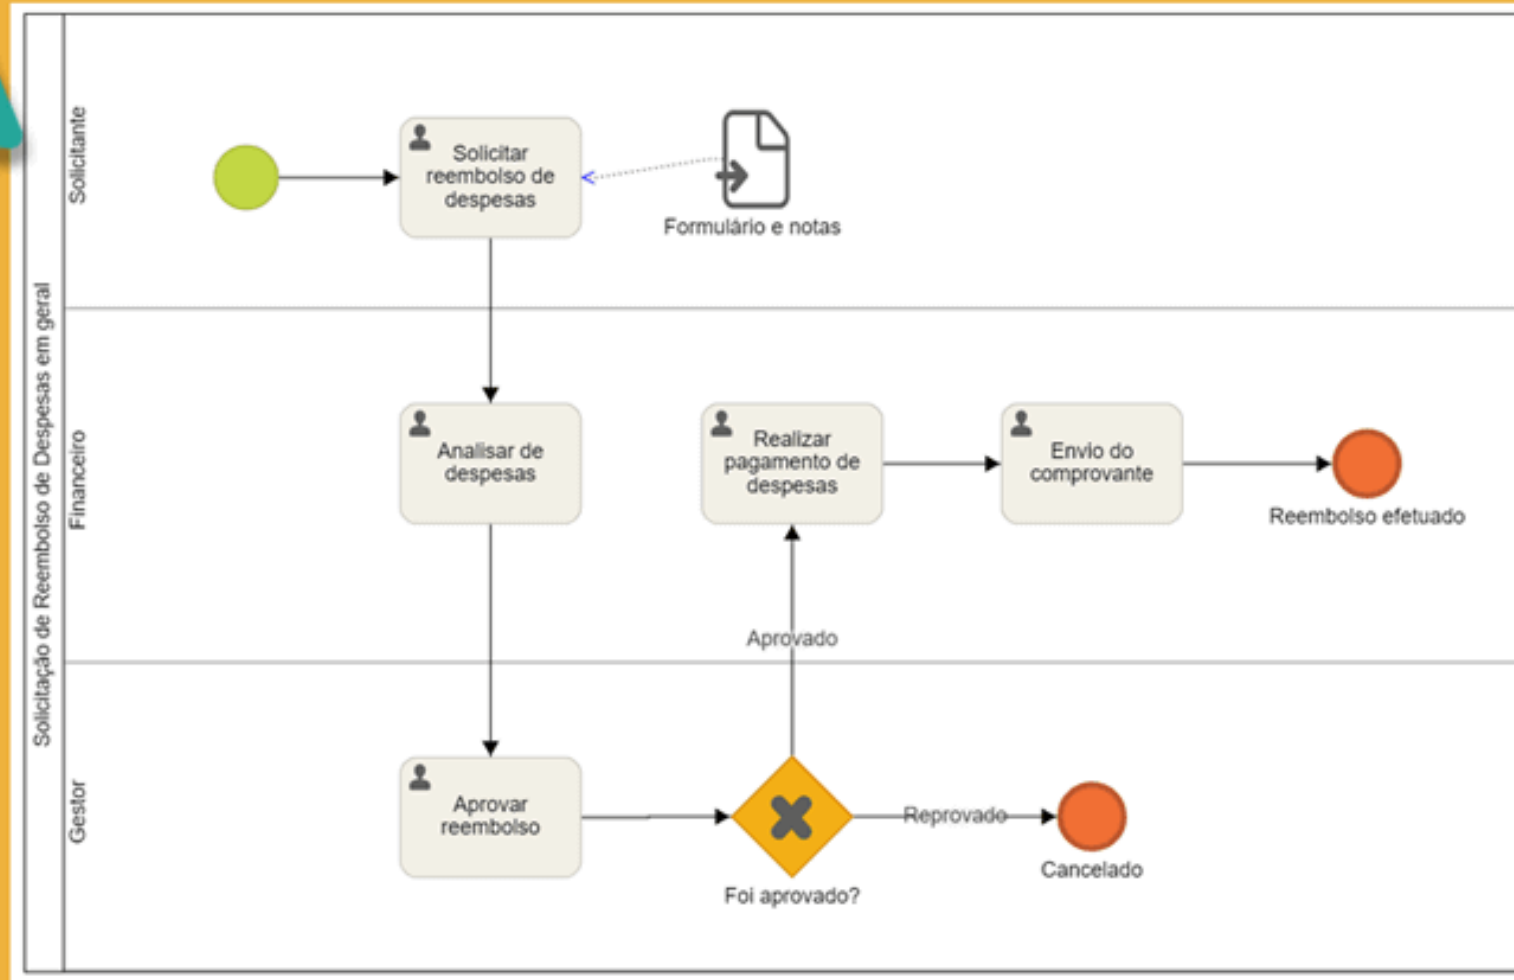 Solicitação de Reembolso de Despesas em geral
Solicitante
Solicitar
reembolso de
despesas
Formulário e notas
Financeiro
Analisar de
despesas
Realizar
pagamento de
despesas
Envio do
comprovante
Reembolso efetuado
Aprovado
Gestor
Aprovar
reembolso
Foi aprovado?
Reprovado
Cancelado